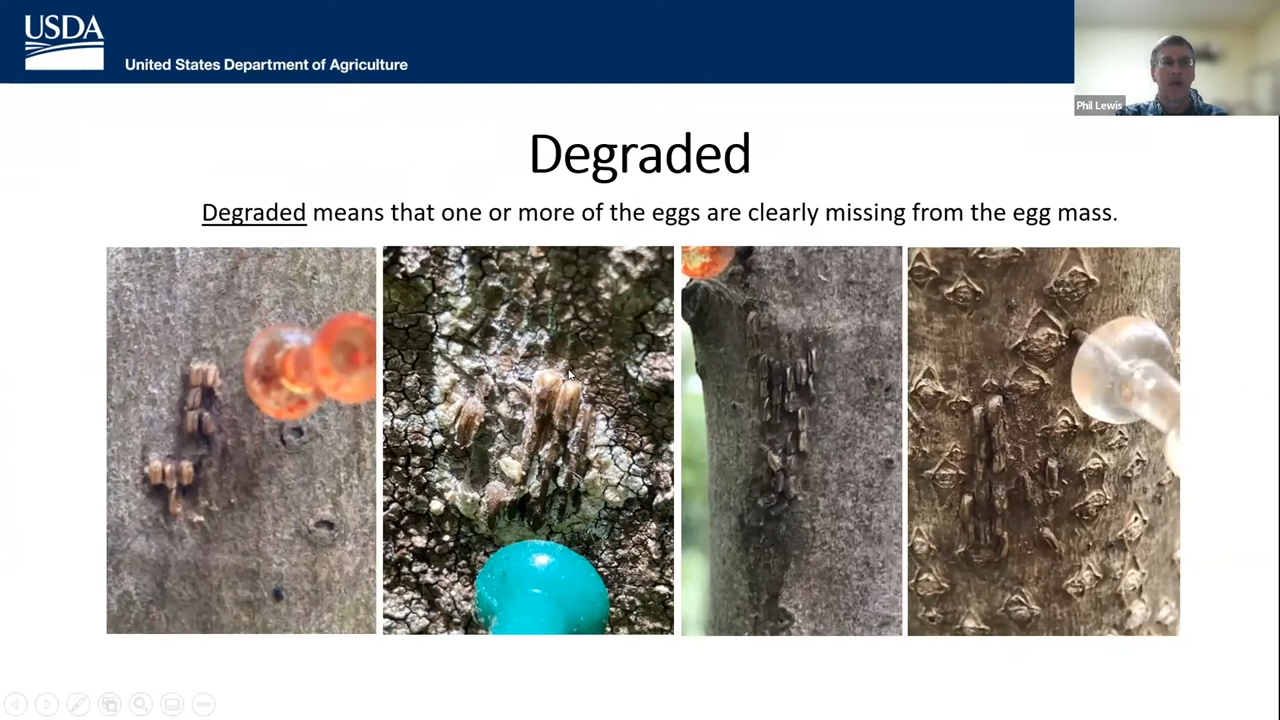 USDA
United States Department of Agriculture
Phil Lewis
Degraded
Degraded means that one or more of the eggs are clearly missing from the egg mass.